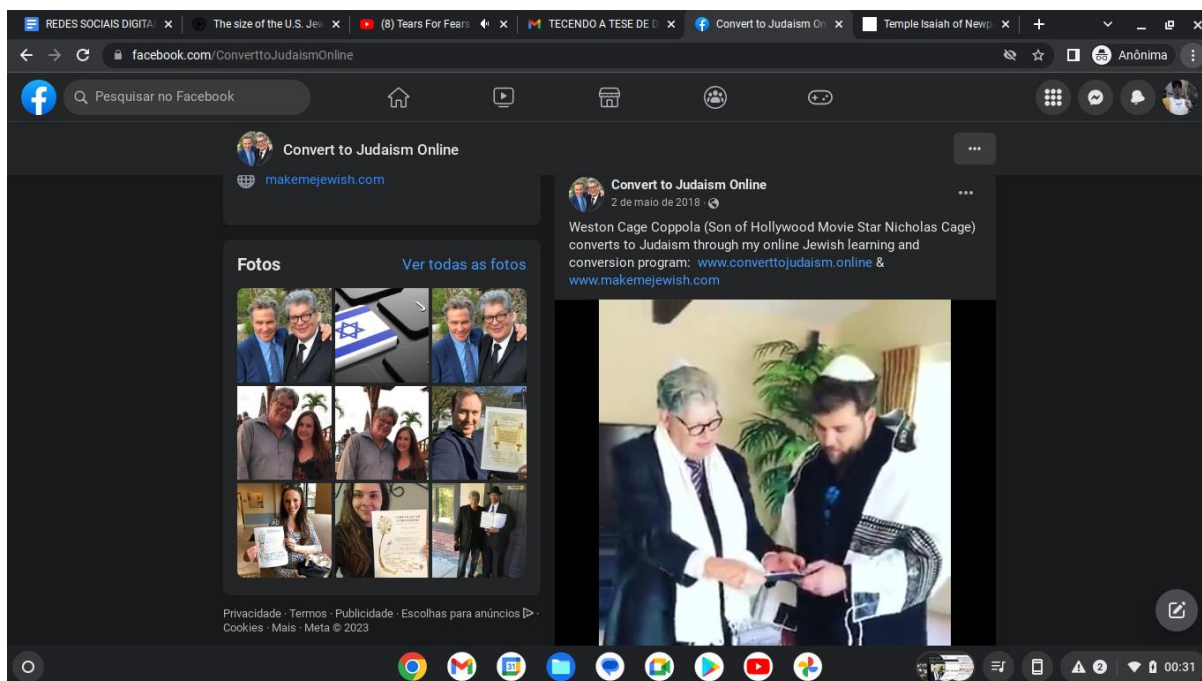 REDES SOCIAIS DIGITA
The size of the U.S. Jew
(8) Tears For Fears
TECENDO A TESE DE D
Convert to Judaism On
Temple Isaiah of Newp
facebook.com/ConverttoJudaismOnline
Anônima
Pesquisar no Facebook
Convert to Judaism Online
makemejewish.com
Convert to Judaism Online
2 de maio de 2018
Weston Cage Coppola (Son of Hollywood Movie Star Nicholas Cage)
converts to Judaism through my online Jewish learning and
conversion program: www.converttojudaism.online &
www.makemejewish.com
Fotos
Ver todas as fotos
Privacidade · Termos · Publicidade · Escolhas para anúncios ·
Cookies · Mais · Meta © 2023
31
2
00:31